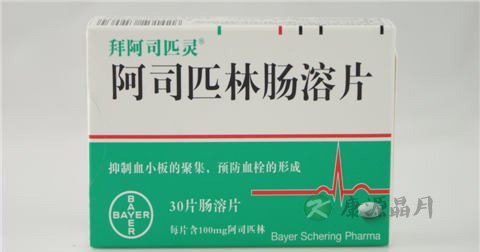 拜阿司匹灵®
阿司匹林肠溶片
抑制血小板的聚集，预防血栓的形成
BAYER
BAYER
30片肠溶片
每片含100mg阿司匹林
Bayer Schering Pharma
康源晶月